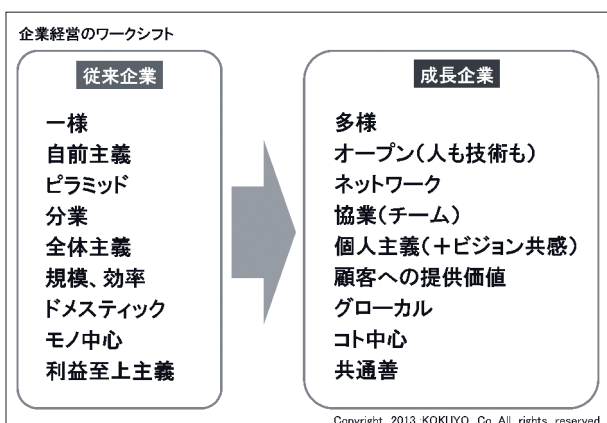 企業経営のワークシフト
従来企業
一様
自前主義
ピラミッド
分業
全体主義
規模、効率
ドメスティック
モノ中心
利益至上主義
成長企業
多様
オープン(人も技術も)
ネットワーク
協業(チーム)
個人主義(+ビジョン共感)
顧客への提供価値
グローカル
コト中心
共通善
Copyright 2013 KOKUYO Co All rights reserved